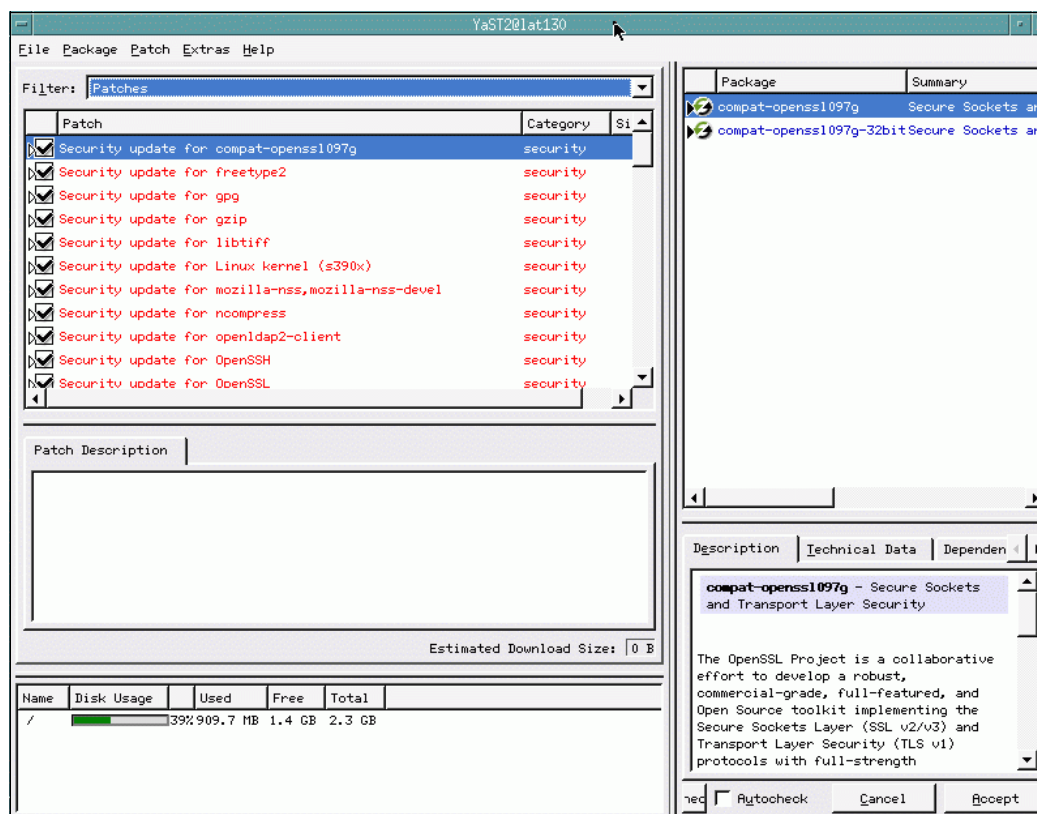 YaST2@lat130
File Package Patch Extras Help
Filter: Patches
Patch Category Si
Security update for compat-openssl097g security
Security update for freetype2 security
Security update for gpg security
Security update for gzip security
Security update for libtiff security
Security update for Linux kernel (s390x) security
Security update for mozilla-nss,mozilla-nss-devel security
Security update for ncompress security
Security update for openldap2-client security
Security update for OpenSSH security
Security update for OpenSSL security
Patch Description
Estimated Download Size: 0 B
Name Disk Usage Used Free Total
/ 39% 909.7 MB 1.4 GB 2.3 GB
Package Summary
compat-openssl097g Secure Sockets an
compat-openssl097g-32bit Secure Sockets an
Description Technical Data Dependen
compat-openssl097g - Secure Sockets
and Transport Layer Security
The OpenSSL Project is a collaborative
effort to develop a robust,
commercial-grade, full-featured, and
Open Source toolkit implementing the
Secure Sockets Layer (SSL v2/v3) and
Transport Layer Security (TLS v1)
protocols with full-strength
Autocheck Cancel Accept